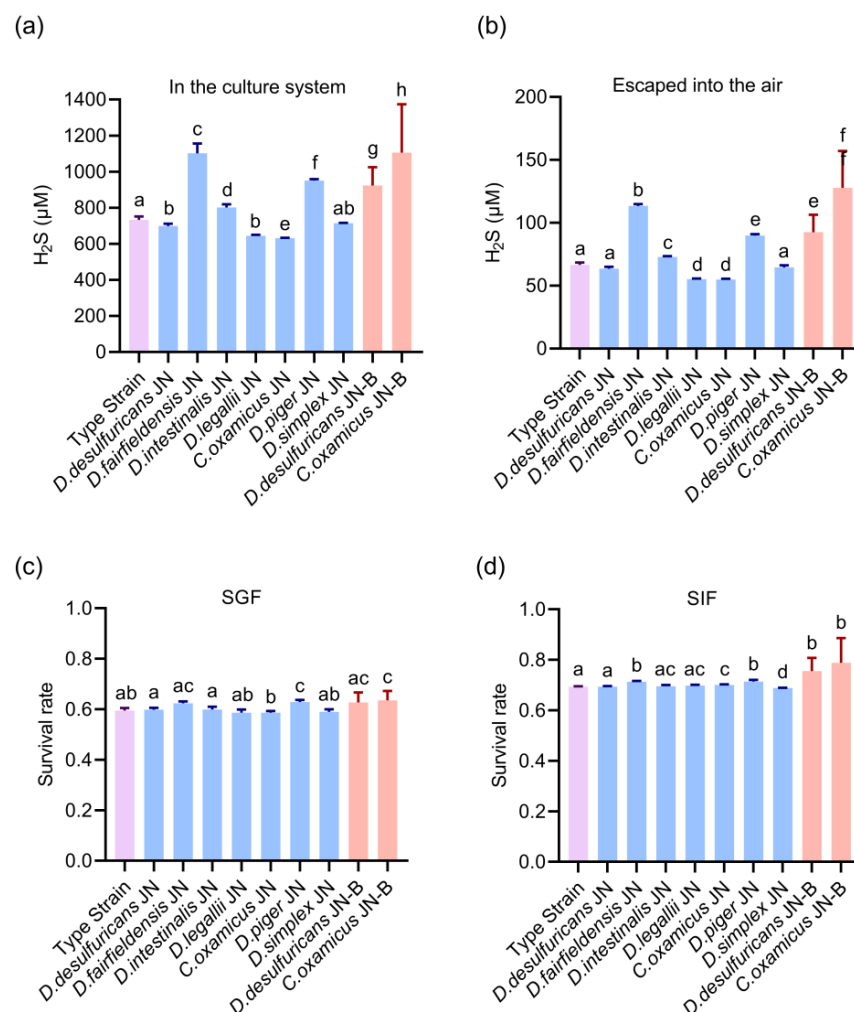 (a)
In the culture system
H₂S (μM)
1400
1200
1000
800
600
400
200
0
a
b
c
d
b
e
f
ab
g
h
Type Strain
D.desulfuricans JN
D.fairfieldensis JN
D.intestinalis JN
D.legallii JN
C.oxamicus JN
D.piger JN
D.simplex JN
D.desulfuricans JN-B
C.oxamicus JN-B
(b)
Escaped into the air
H₂S (μM)
200
150
100
50
0
a
a
b
c
d
d
e
a
e
f
f
Type Strain
D.desulfuricans JN
D.fairfieldensis JN
D.intestinalis JN
D.legallii JN
C.oxamicus JN
D.piger JN
D.simplex JN
D.desulfuricans JN-B
C.oxamicus JN-B
(c)
SGF
Survival rate
1.0
0.8
0.6
0.4
0.2
0.0
ab
a
ac
a
ab
b
c
ab
ac
c
Type Strain
D.desulfuricans JN
D.fairfieldensis JN
D.intestinalis JN
D.legallii JN
C.oxamicus JN
D.piger JN
D.simplex JN
D.desulfuricans JN-B
C.oxamicus JN-B
(d)
SIF
Survival rate
1.0
0.8
0.6
0.4
0.2
0.0
a
a
b
ac
ac
c
b
d
b
b
Type Strain
D.desulfuricans JN
D.fairfieldensis JN
D.intestinalis JN
D.legallii JN
C.oxamicus JN
D.piger JN
D.simplex JN
D.desulfuricans JN-B
C.oxamicus JN-B